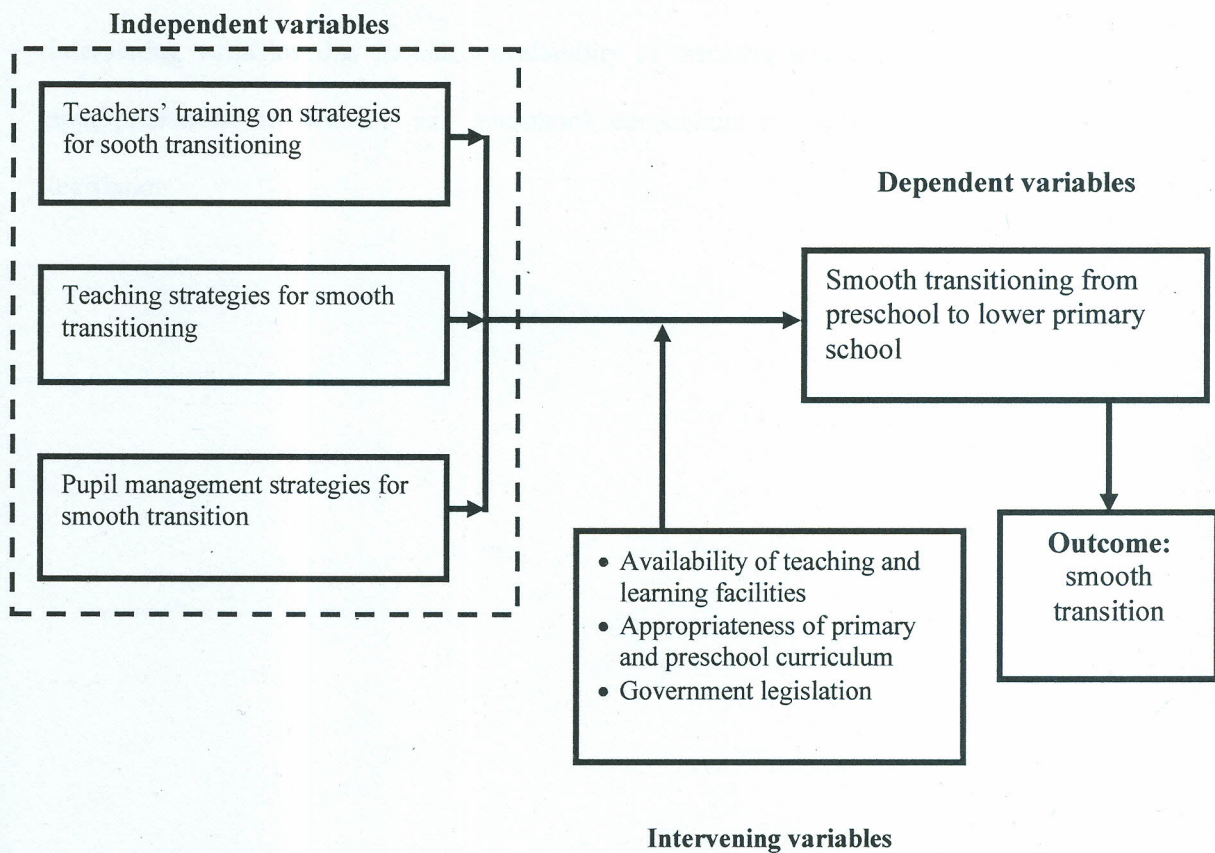 Independent variables
Teachers’ training on strategies
for sooth transitioning
Teaching strategies for smooth
transitioning
Pupil management strategies for
smooth transition
Dependent variables
Smooth transitioning from
preschool to lower primary
school
Outcome:
smooth
transition
• Availability of teaching and
learning facilities
• Appropriateness of primary
and preschool curriculum
• Government legislation
Intervening variables